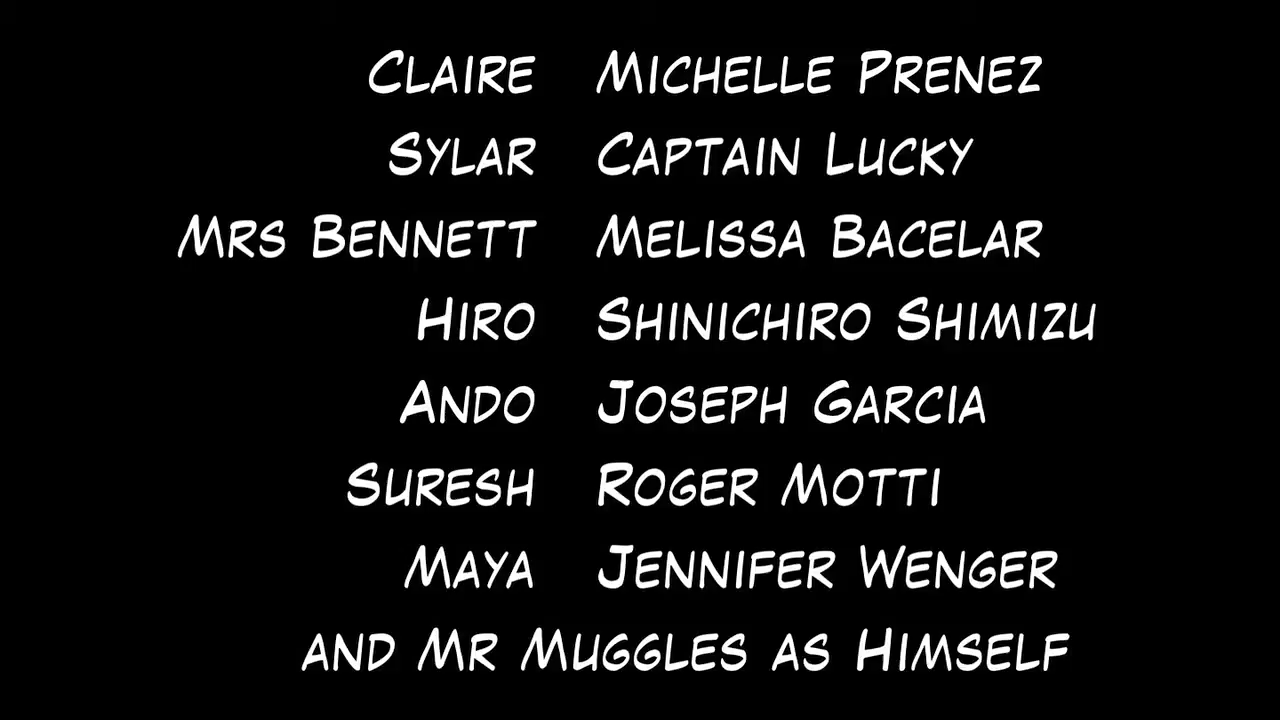 Claire Michelle Prenez
Sylar Captain Lucky
Mrs Bennett Melissa Bacelar
Hiro Shinichiro Shimizu
Ando Joseph Garcia
Suresh Roger Motti
Maya Jennifer Wenger
and Mr Muggles as Himself